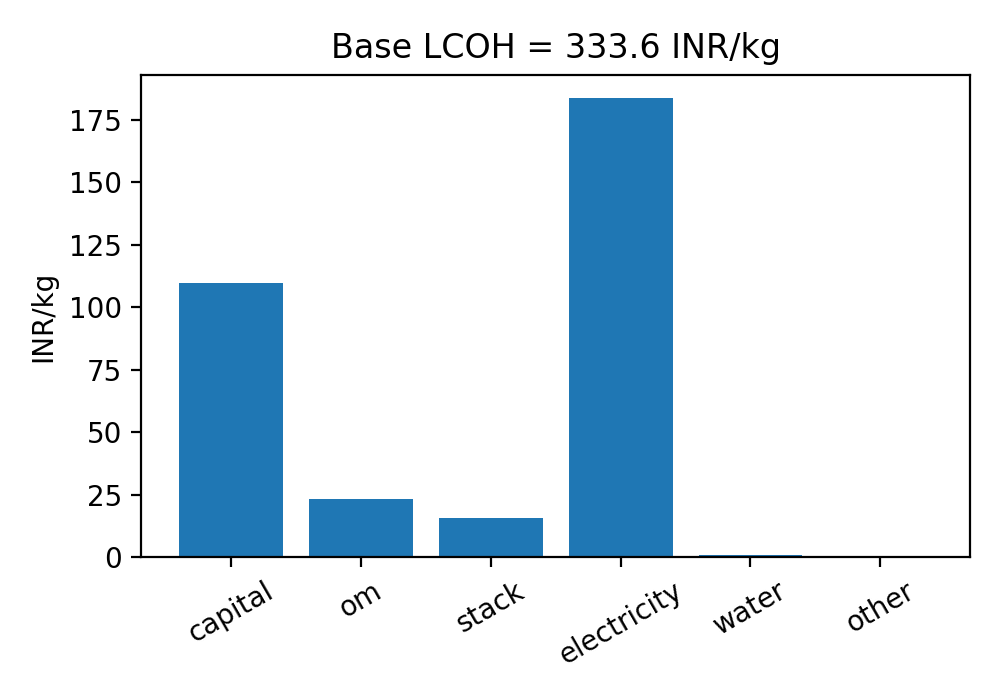 Base LCOH = 333.6 INR/kg
INR/kg
175
150
125
100
75
50
25
0
capital
om
stack
electricity
water
other